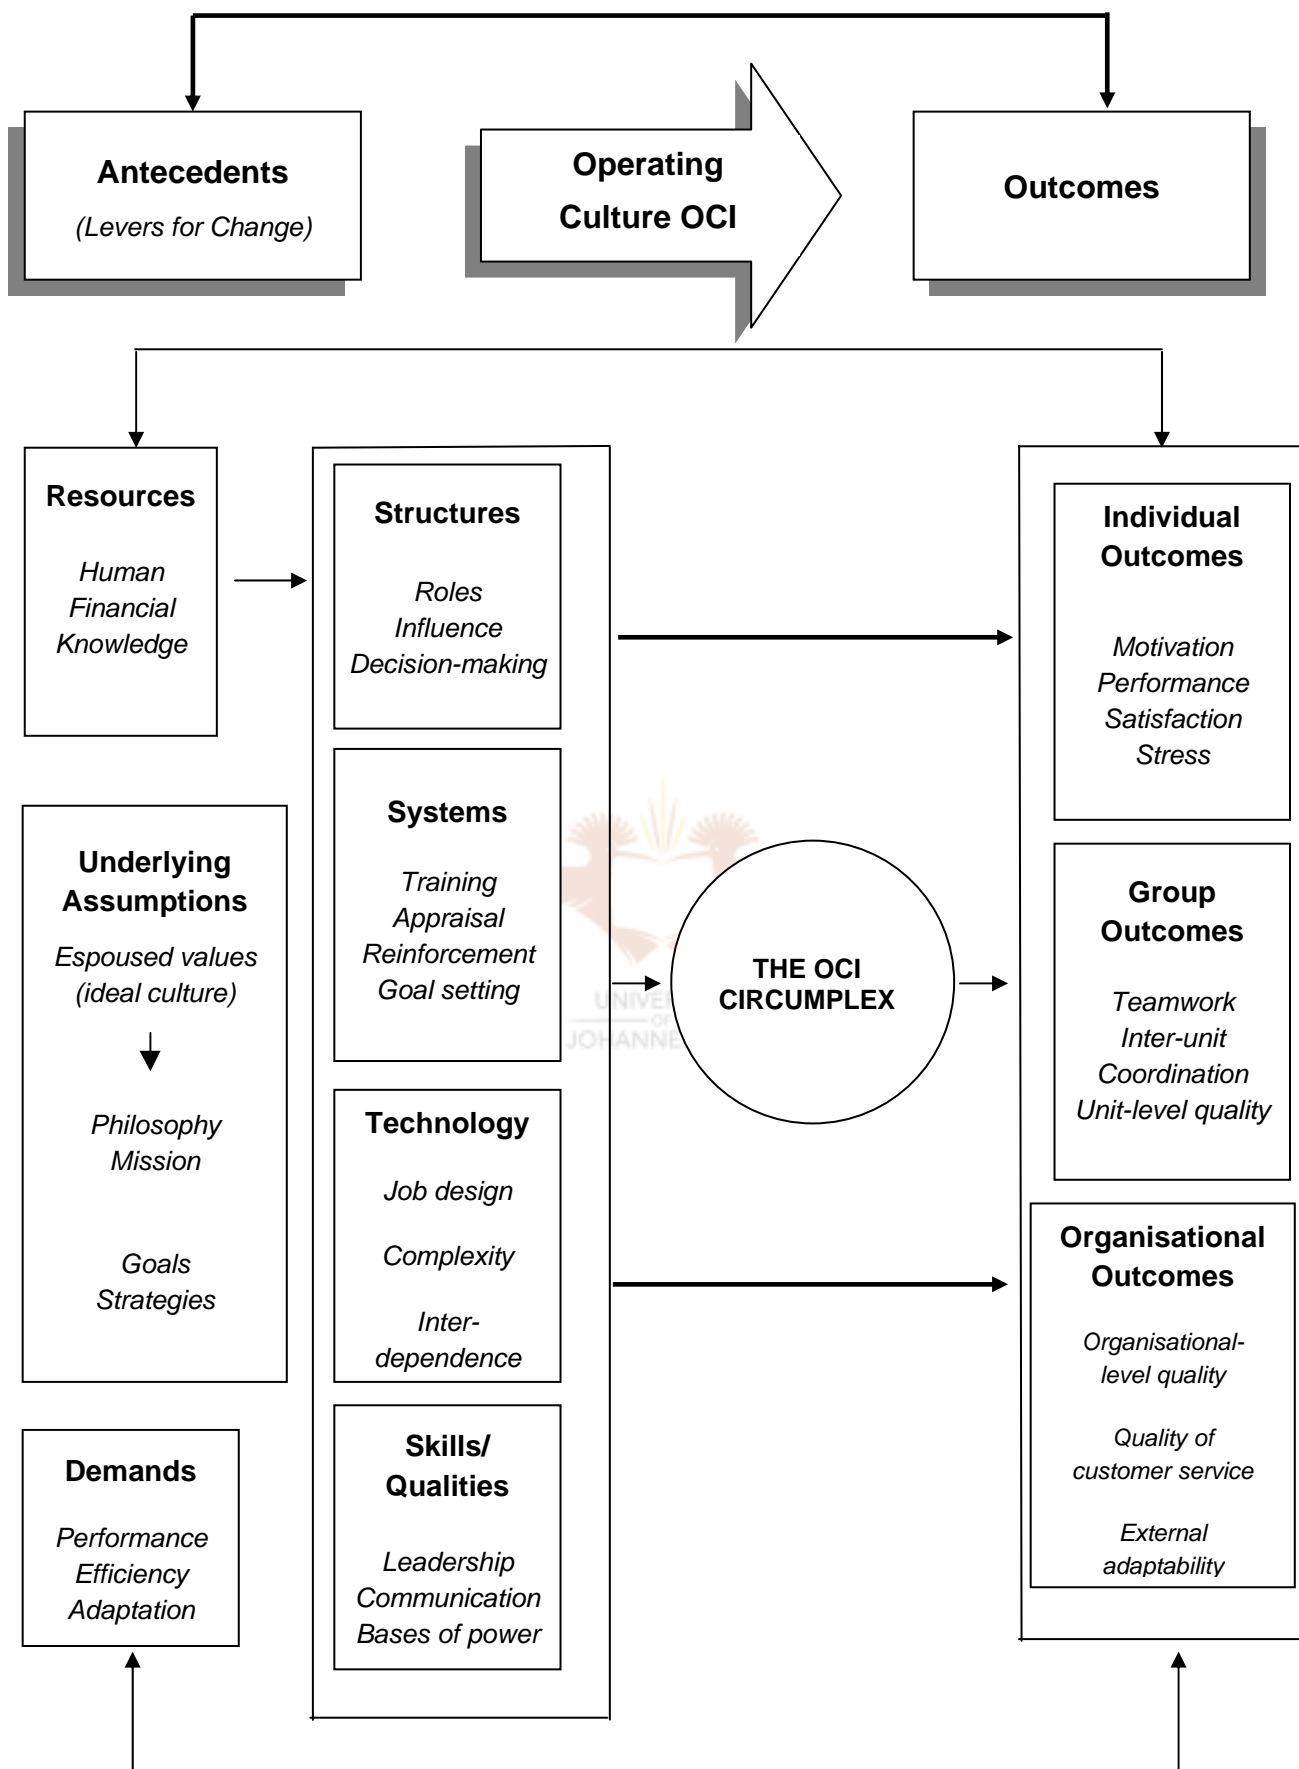 Antecedents
(Levers for Change)
Operating
Culture OCI
Outcomes
Resources
Human
Financial
Knowledge
Underlying
Assumptions
Espoused values
(ideal culture)
Philosophy
Mission
Goals
Strategies
Demands
Performance
Efficiency
Adaptation
Structures
Roles
Influence
Decision-making
Systems
Training
Appraisal
Reinforcement
Goal setting
Technology
Job design
Complexity
Inter-
dependence
Skills/
Qualities
Leadership
Communication
Bases of power
UNIVE
OF
JOHANNE
THE OCI
CIRCUMPLEX
Individual
Outcomes
Motivation
Performance
Satisfaction
Stress
Group
Outcomes
Teamwork
Inter-unit
Coordination
Unit-level quality
Organisational
Outcomes
Organisational-
level quality
Quality of
customer service
External
adaptability